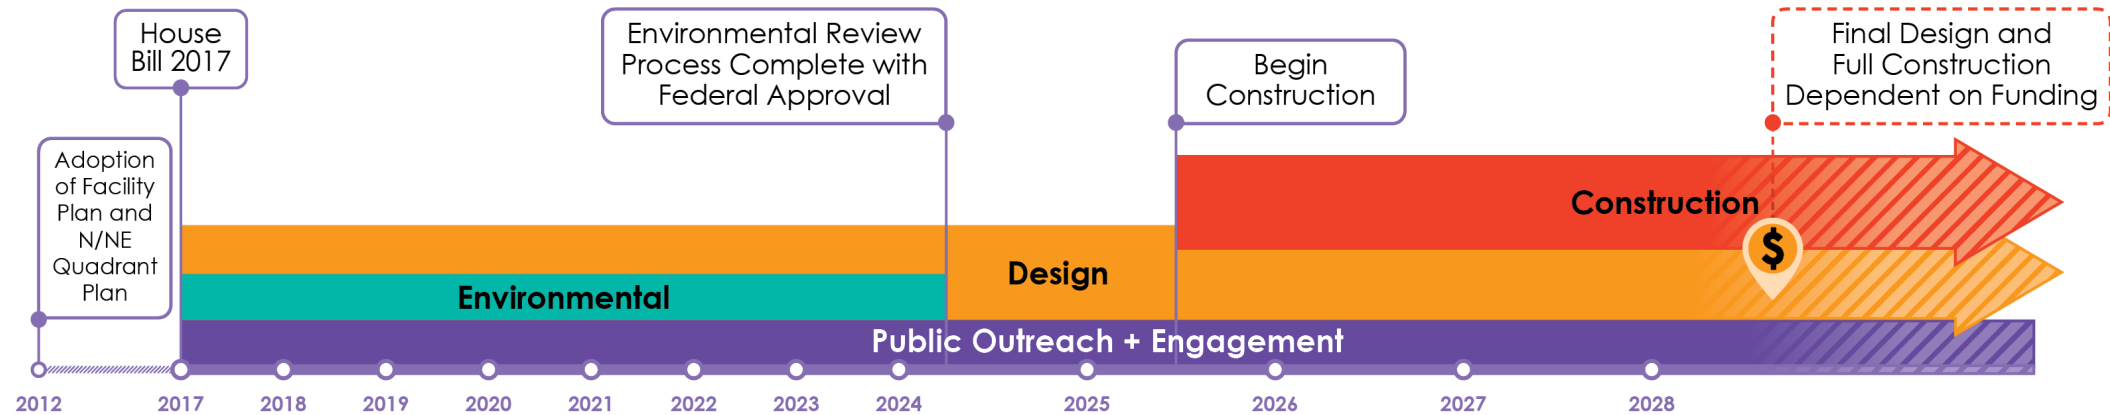 House
Bill 2017
Environmental Review
Process Complete with
Federal Approval
Begin
Construction
Final Design and
Full Construction
Dependent on Funding
Adoption
of Facility
Plan and
N/NE
Quadrant
Plan
Construction
$
Design
Environmental
Public Outreach + Engagement
2012 2017 2018 2019 2020 2021 2022 2023 2024 2025 2026 2027 2028